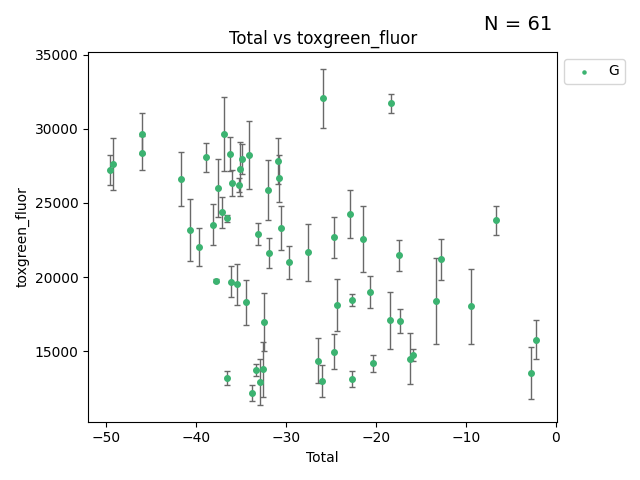 N = 61
Total vs toxgreen_fluor
G
35000
30000
25000
20000
15000
toxgreen_fluor
−50 −40 −30 −20 −10 0
Total